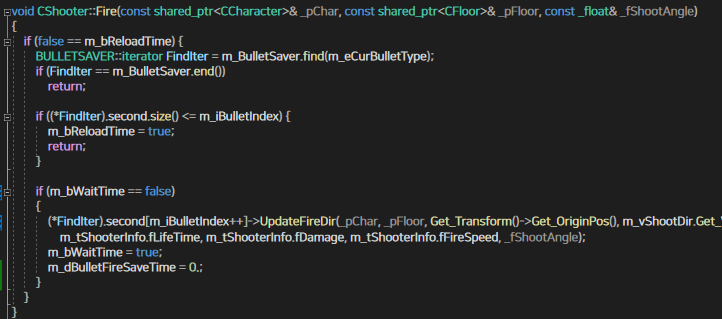 void CShooter::Fire(const shared_ptr<CCharacter>& _pChar, const shared_ptr<CFloor>& _pFloor, const _float& _fShootAngle)
{
if (false == m_bReloadTime) {
BULLETSAVER::iterator FindIter = m_BulletSaver.find(m_eCurBulletType);
if (FindIter == m_BulletSaver.end())
return;
if ((*FindIter).second.size() <= m_iBulletIndex) {
m_bReloadTime = true;
return;
}
if (m_bWaitTime == false)
{
(*FindIter).second[m_iBulletIndex++]->UpdateFireDir(_pChar, _pFloor, Get_Transform()->Get_OriginPos(), m_vShootDir.Get_
m_tShooterInfo.fLifeTime, m_tShooterInfo.fDamage, m_tShooterInfo.fFireSpeed, _fShootAngle);
m_bWaitTime = true;
m_dBulletFireSaveTime = 0.;
}
}
}